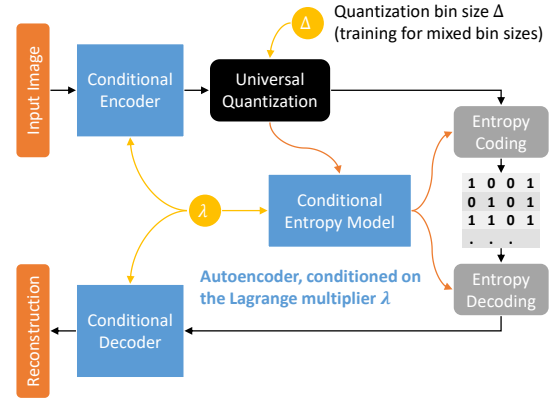 Quantization bin size Δ
(training for mixed bin sizes)
Δ
Input Image
Conditional
Encoder
Universal
Quantization
Entropy
Coding
1 0 0 1
0 1 0 1
1 1 0 1
. . .
λ
Conditional
Entropy Model
Autoencoder, conditioned on
the Lagrange multiplier λ
Entropy
Decoding
Conditional
Decoder
Reconstruction